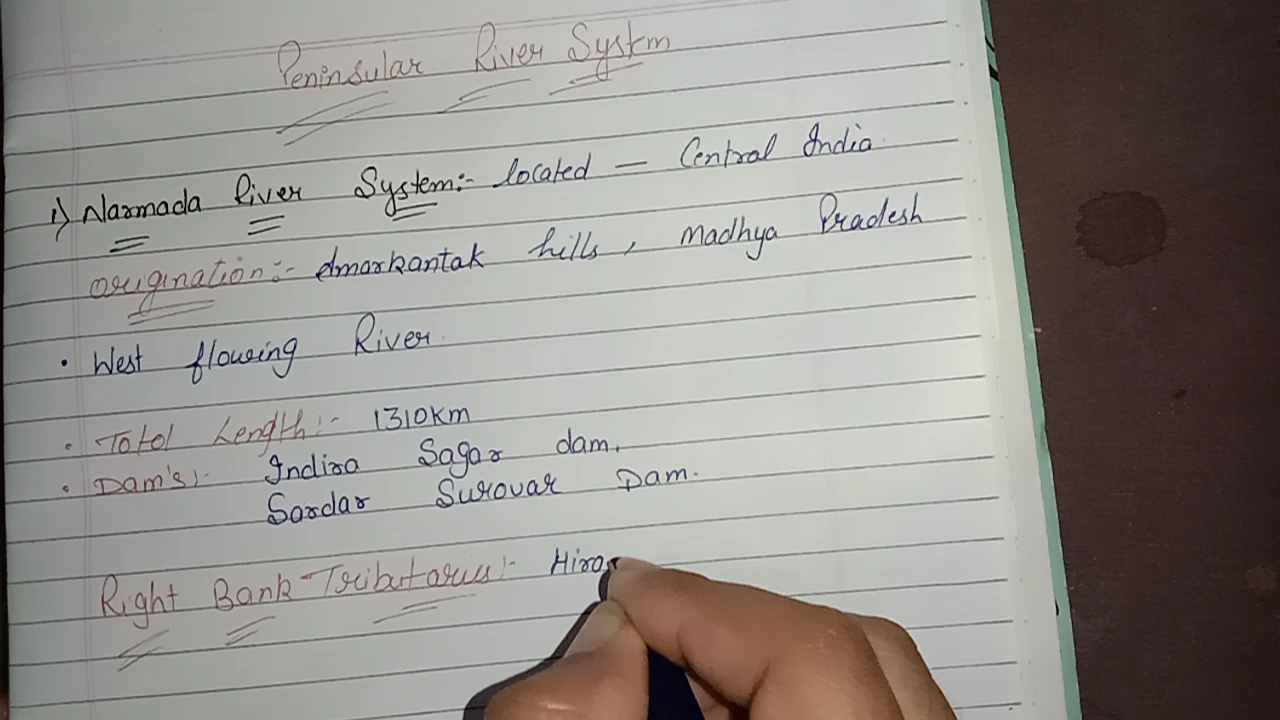 Peninsular River System
1) Narmada River System:- located — Central India.
origination:- Amarkantak hills, Madhya Pradesh
• West flowing River.
• Total Length:- 1310km
• Dam's:- Indira Sagar dam,
Sardar Surovar Dam.
Right Bank Tributaries:- Hira